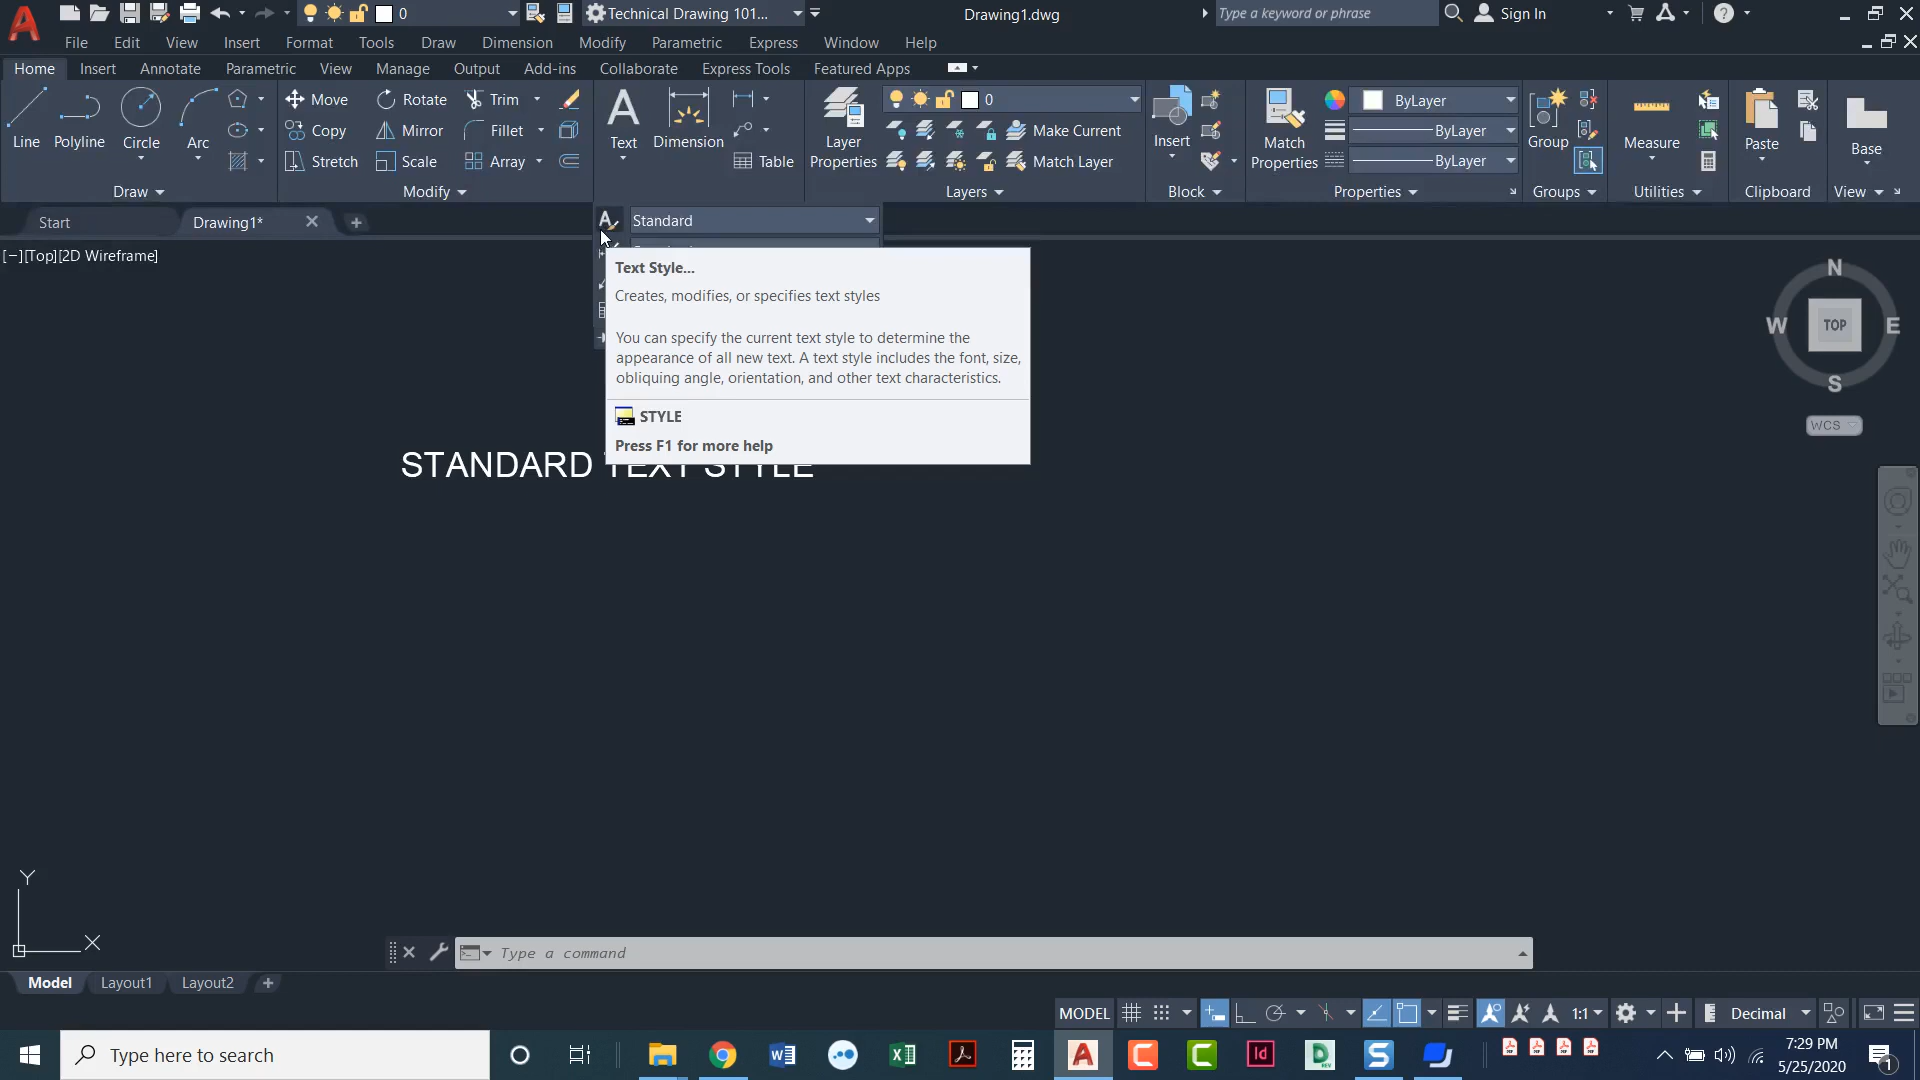 0
Technical Drawing 101...
Drawing1.dwg
Type a keyword or phrase
Sign In
File Edit View Insert Format Tools Draw Dimension Modify Parametric Express Window Help
Home Insert Annotate Parametric View Manage Output Add-ins Collaborate Express Tools Featured Apps
Line
Polyline
Circle
Arc
Draw
Move Rotate Trim
Copy Mirror Fillet
Stretch Scale Array
Modify
Text
Dimension
Table
Layer
Properties
0
Make Current
Match Layer
Layers
Insert
Block
Match
Properties
ByLayer
ByLayer
ByLayer
Properties
Group
Groups
Measure
Utilities
Paste
Clipboard
Base
View
Start
Drawing1*
Standard
[−][Top][2D Wireframe]
Text Style...
Creates, modifies, or specifies text styles
You can specify the current text style to determine the
appearance of all new text. A text style includes the font, size,
obliquing angle, orientation, and other text characteristics.
STYLE
Press F1 for more help
STANDARD TEXT STYLE
N
W TOP E
S
WCS
Y
X
Type a command
Model Layout1 Layout2
MODEL
1:1
Decimal
Type here to search
7:29 PM
5/25/2020
1